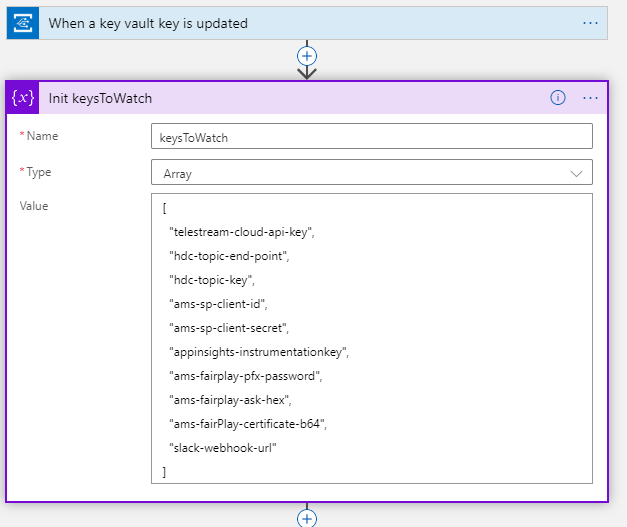 When a key vault key is updated
{x} Init keysToWatch
* Name keysToWatch
* Type Array
Value [
"telestream-cloud-api-key",
"hdc-topic-end-point",
"hdc-topic-key",
"ams-sp-client-id",
"ams-sp-client-secret",
"appinsights-instrumentationkey",
"ams-fairplay-pfx-password",
"ams-fairplay-ask-hex",
"ams-fairPlay-certificate-b64",
"slack-webhook-url"
]